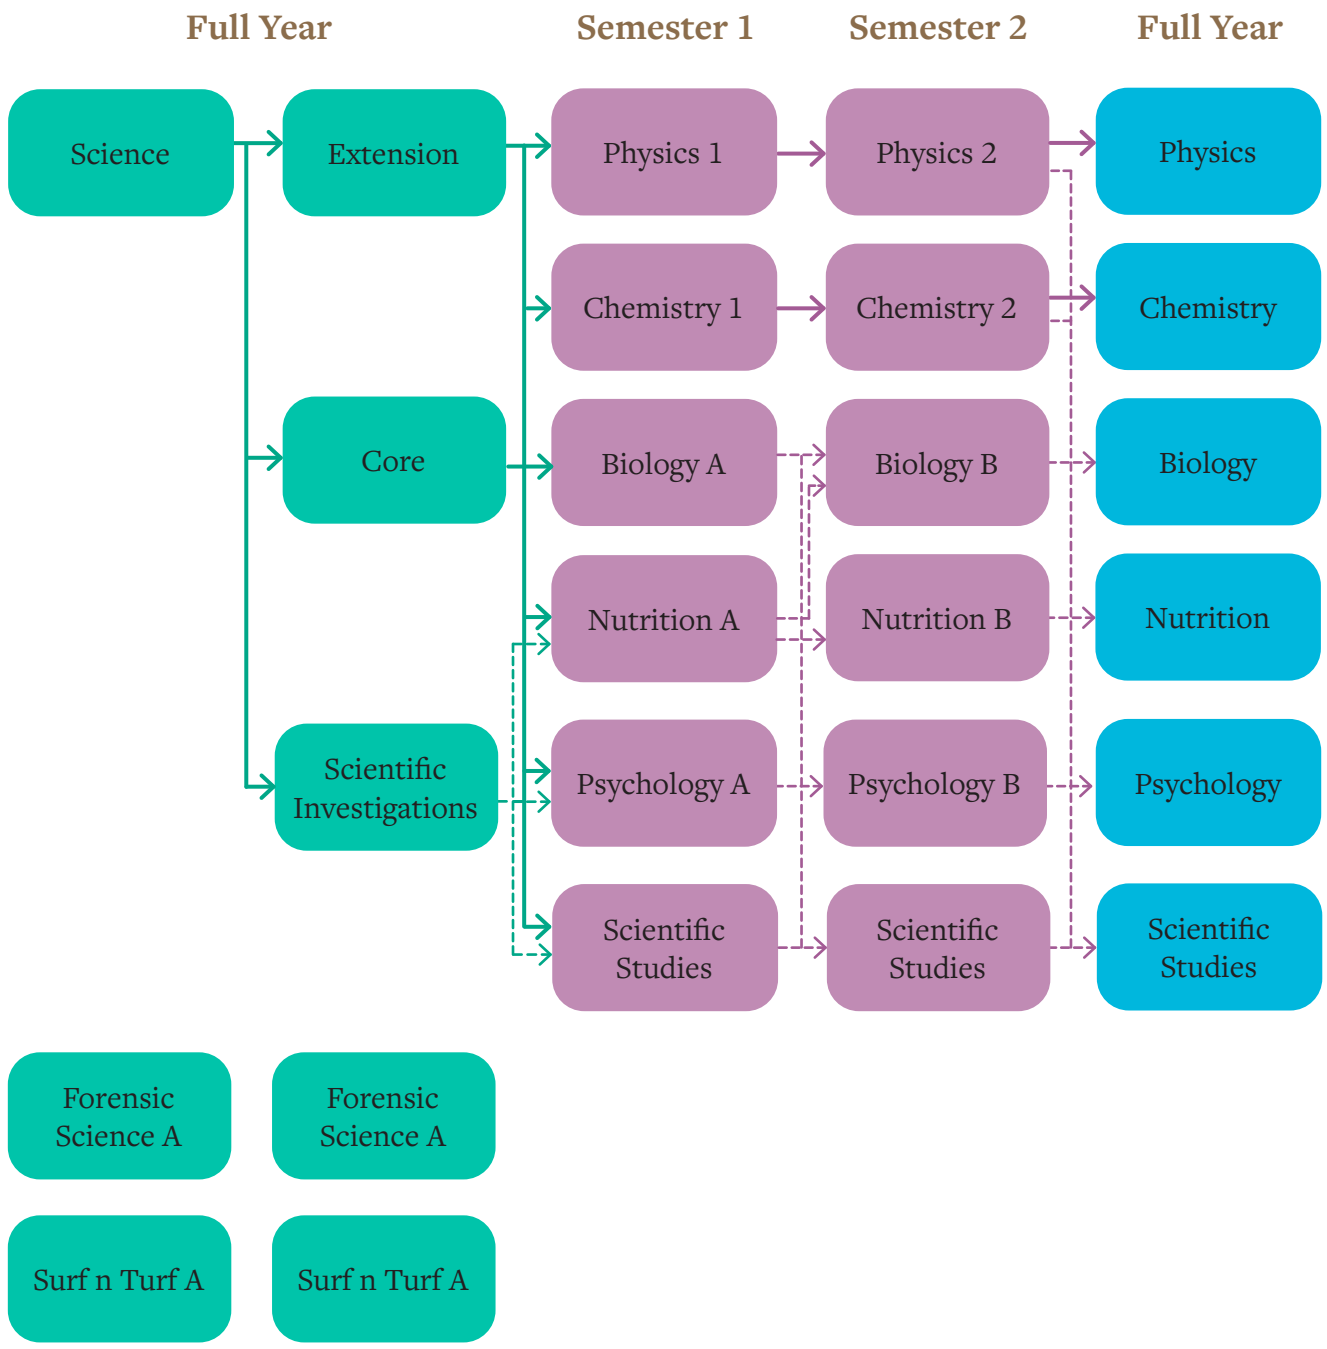 Full Year
Semester 1
Semester 2
Full Year
Science
Extension
Physics 1
Physics 2
Physics
Chemistry 1
Chemistry 2
Chemistry
Core
Biology A
Biology B
Biology
Nutrition A
Nutrition B
Nutrition
Scientific
Investigations
Psychology A
Psychology B
Psychology
Scientific
Studies
Scientific
Studies
Scientific
Studies
Forensic
Science A
Forensic
Science A
Surf n Turf A
Surf n Turf A